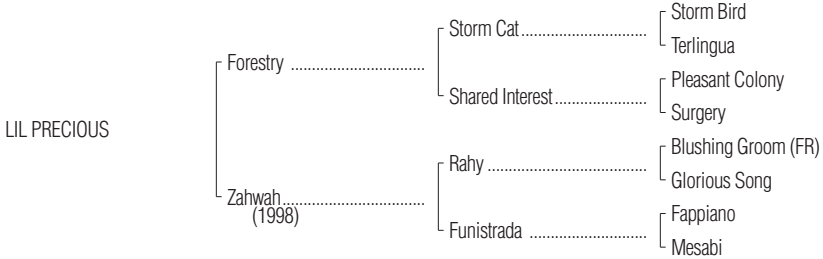 Storm Bird
Storm Cat..............................
Terlingua
Forestry ................................
Pleasant Colony
Shared Interest......................
Surgery
LIL PRECIOUS
Blushing Groom (FR)
Rahy ......................................
Glorious Song
Zahwah..................................
(1998)
Fappiano
Funistrada ............................
Mesabi